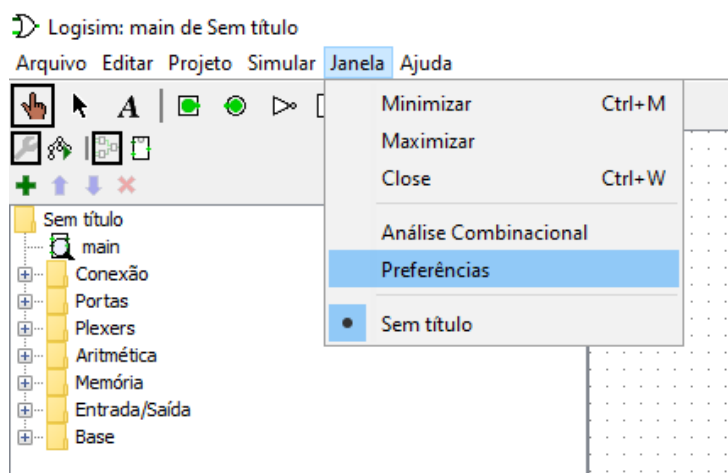 Logisim: main de Sem título
Arquivo Editar Projeto Simular Janela Ajuda
A
Minimizar Ctrl+M
Maximizar
Close Ctrl+W
Análise Combinacional
Preferências
Sem título
Sem título
main
Conexão
Portas
Plexers
Aritmética
Memória
Entrada/Saída
Base